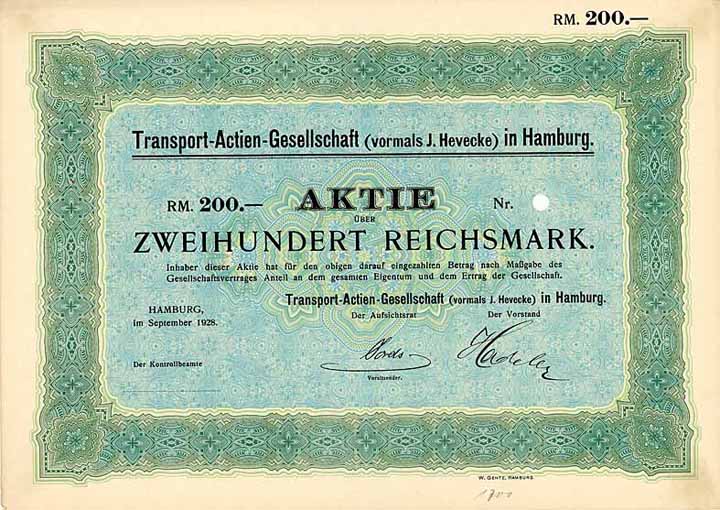 RM. 200.—
Transport-Actien-Gesellschaft (vormals J. Hevecke) in Hamburg.
RM. 200.— AKTIE Nr.
ÜBER
ZWEIHUNDERT REICHSMARK.
Inhaber dieser Aktie hat für den obigen darauf eingezahlten Betrag nach Maßgabe des
Gesellschaftsvertrages Anteil an dem gesamten Eigentum und dem Ertrag der Gesellschaft.
Transport-Actien-Gesellschaft (vormals J. Hevecke) in Hamburg.
HAMBURG,
im September 1928.
Der Aufsichtsrat Der Vorstand
Der Kontrollbeamte
Vorsitzender.
W. GENTE, HAMBURG.